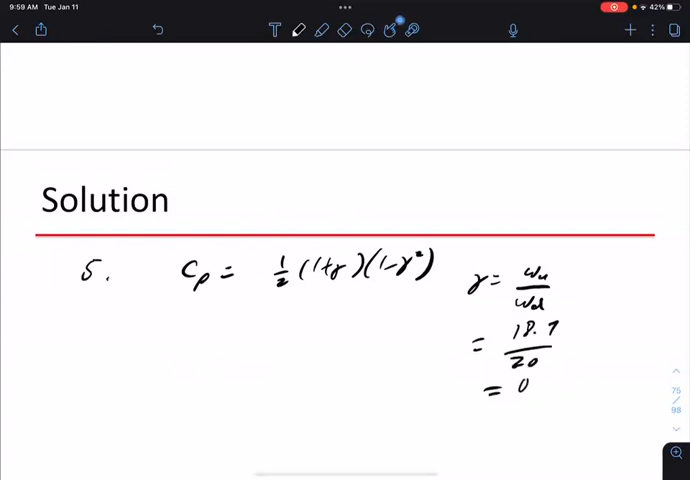 9:59 AM Tue Jan 11
42%
Solution
5. Cp = 1/2 (1+γ)(1-γ²)
γ = Wu/Wd
= 18.7/20
= 0
75
/
98